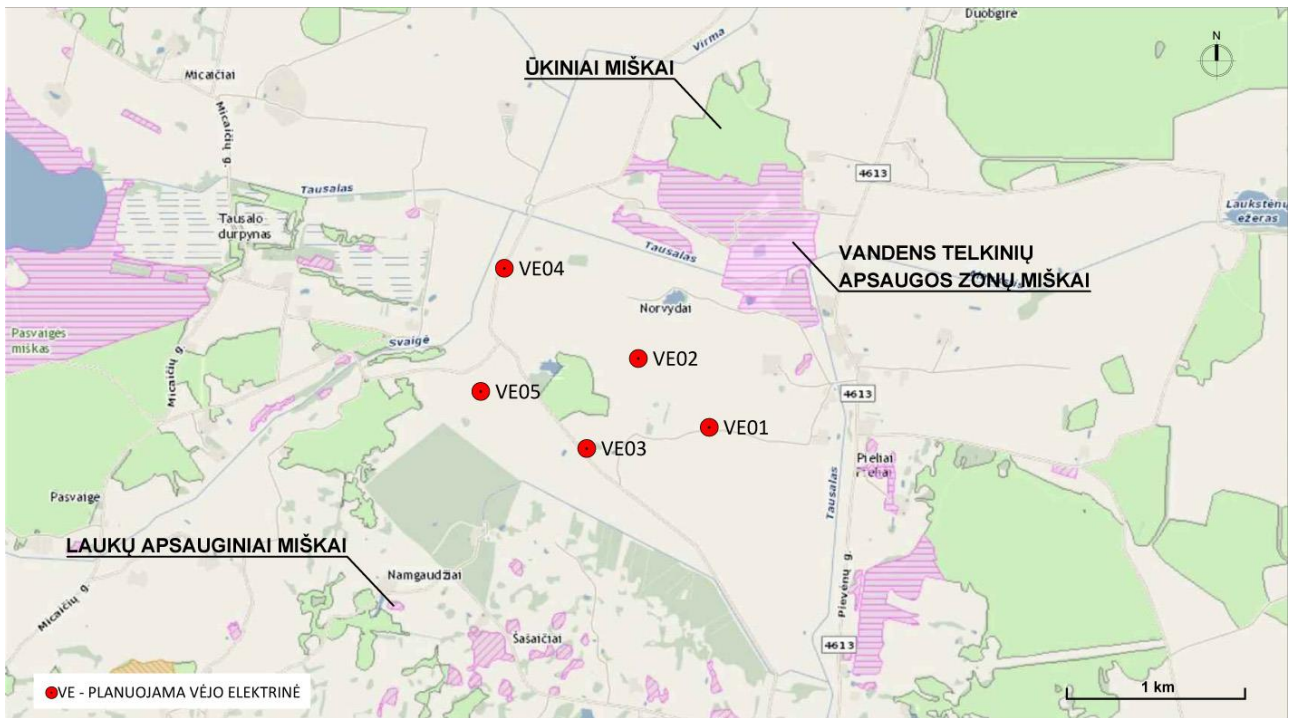 Duobgirė
N
Virma
ŪKINIAI MIŠKAI
Micaičiai
Micaičių g.
4613
Tausalas
Laukstėnų
ežeras
Tausalo
durpynas
Tausalas
VANDENS TELKINIŲ
APSAUGOS ZONŲ MIŠKAI
VE04
Norvydai
Pasvaigės
miškas
Svaigė
Micaičių g.
VE02
VE05
4613
VE01
VE03
Pieliai
Pieliai
Tausalas
Pasvaigė
LAUKŲ APSAUGINIAI MIŠKAI
Namgaudžiai
Micaičių g.
Pievėnų g.
Šašaičiai
4613
VE - PLANUOJAMA VĖJO ELEKTRINĖ
1 km